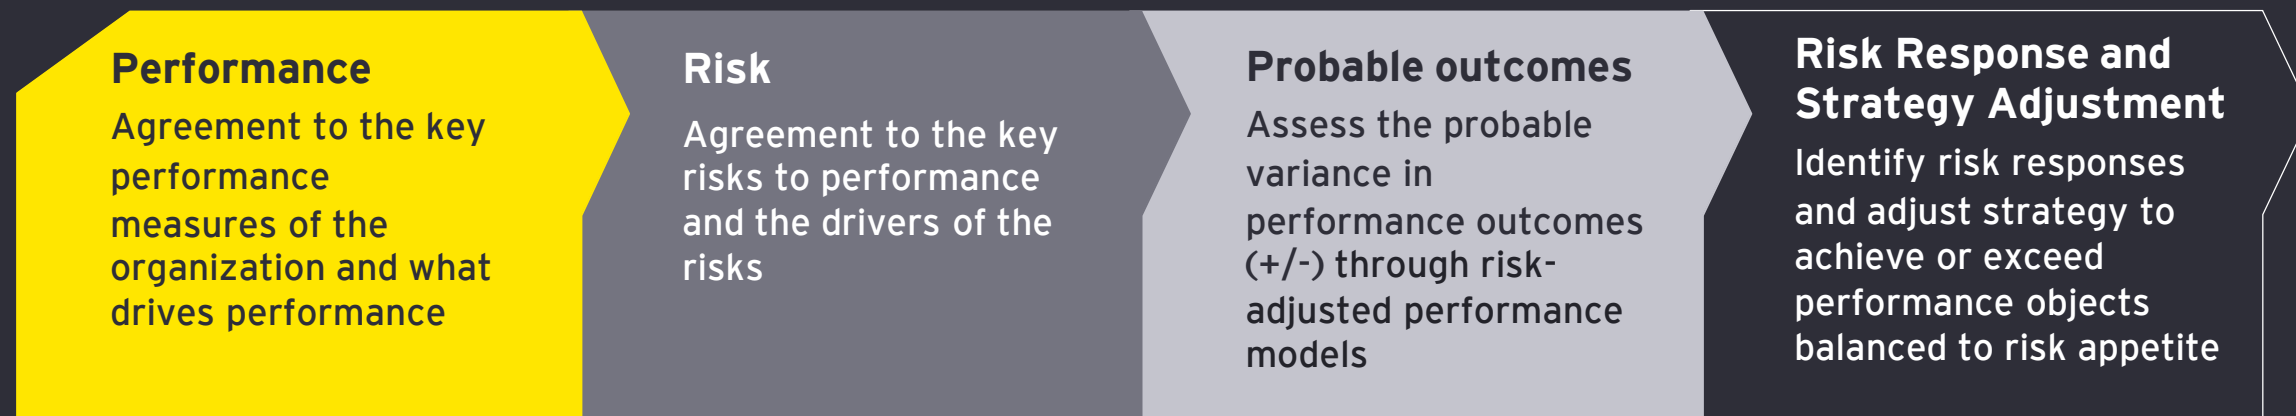 Performance
Agreement to the key
performance
measures of the
organization and what
drives performance
Risk
Agreement to the key
risks to performance
and the drivers of the
risks
Probable outcomes
Assess the probable
variance in
performance outcomes
(+/-) through risk-
adjusted performance
models
Risk Response and
Strategy Adjustment
Identify risk responses
and adjust strategy to
achieve or exceed
performance objects
balanced to risk appetite